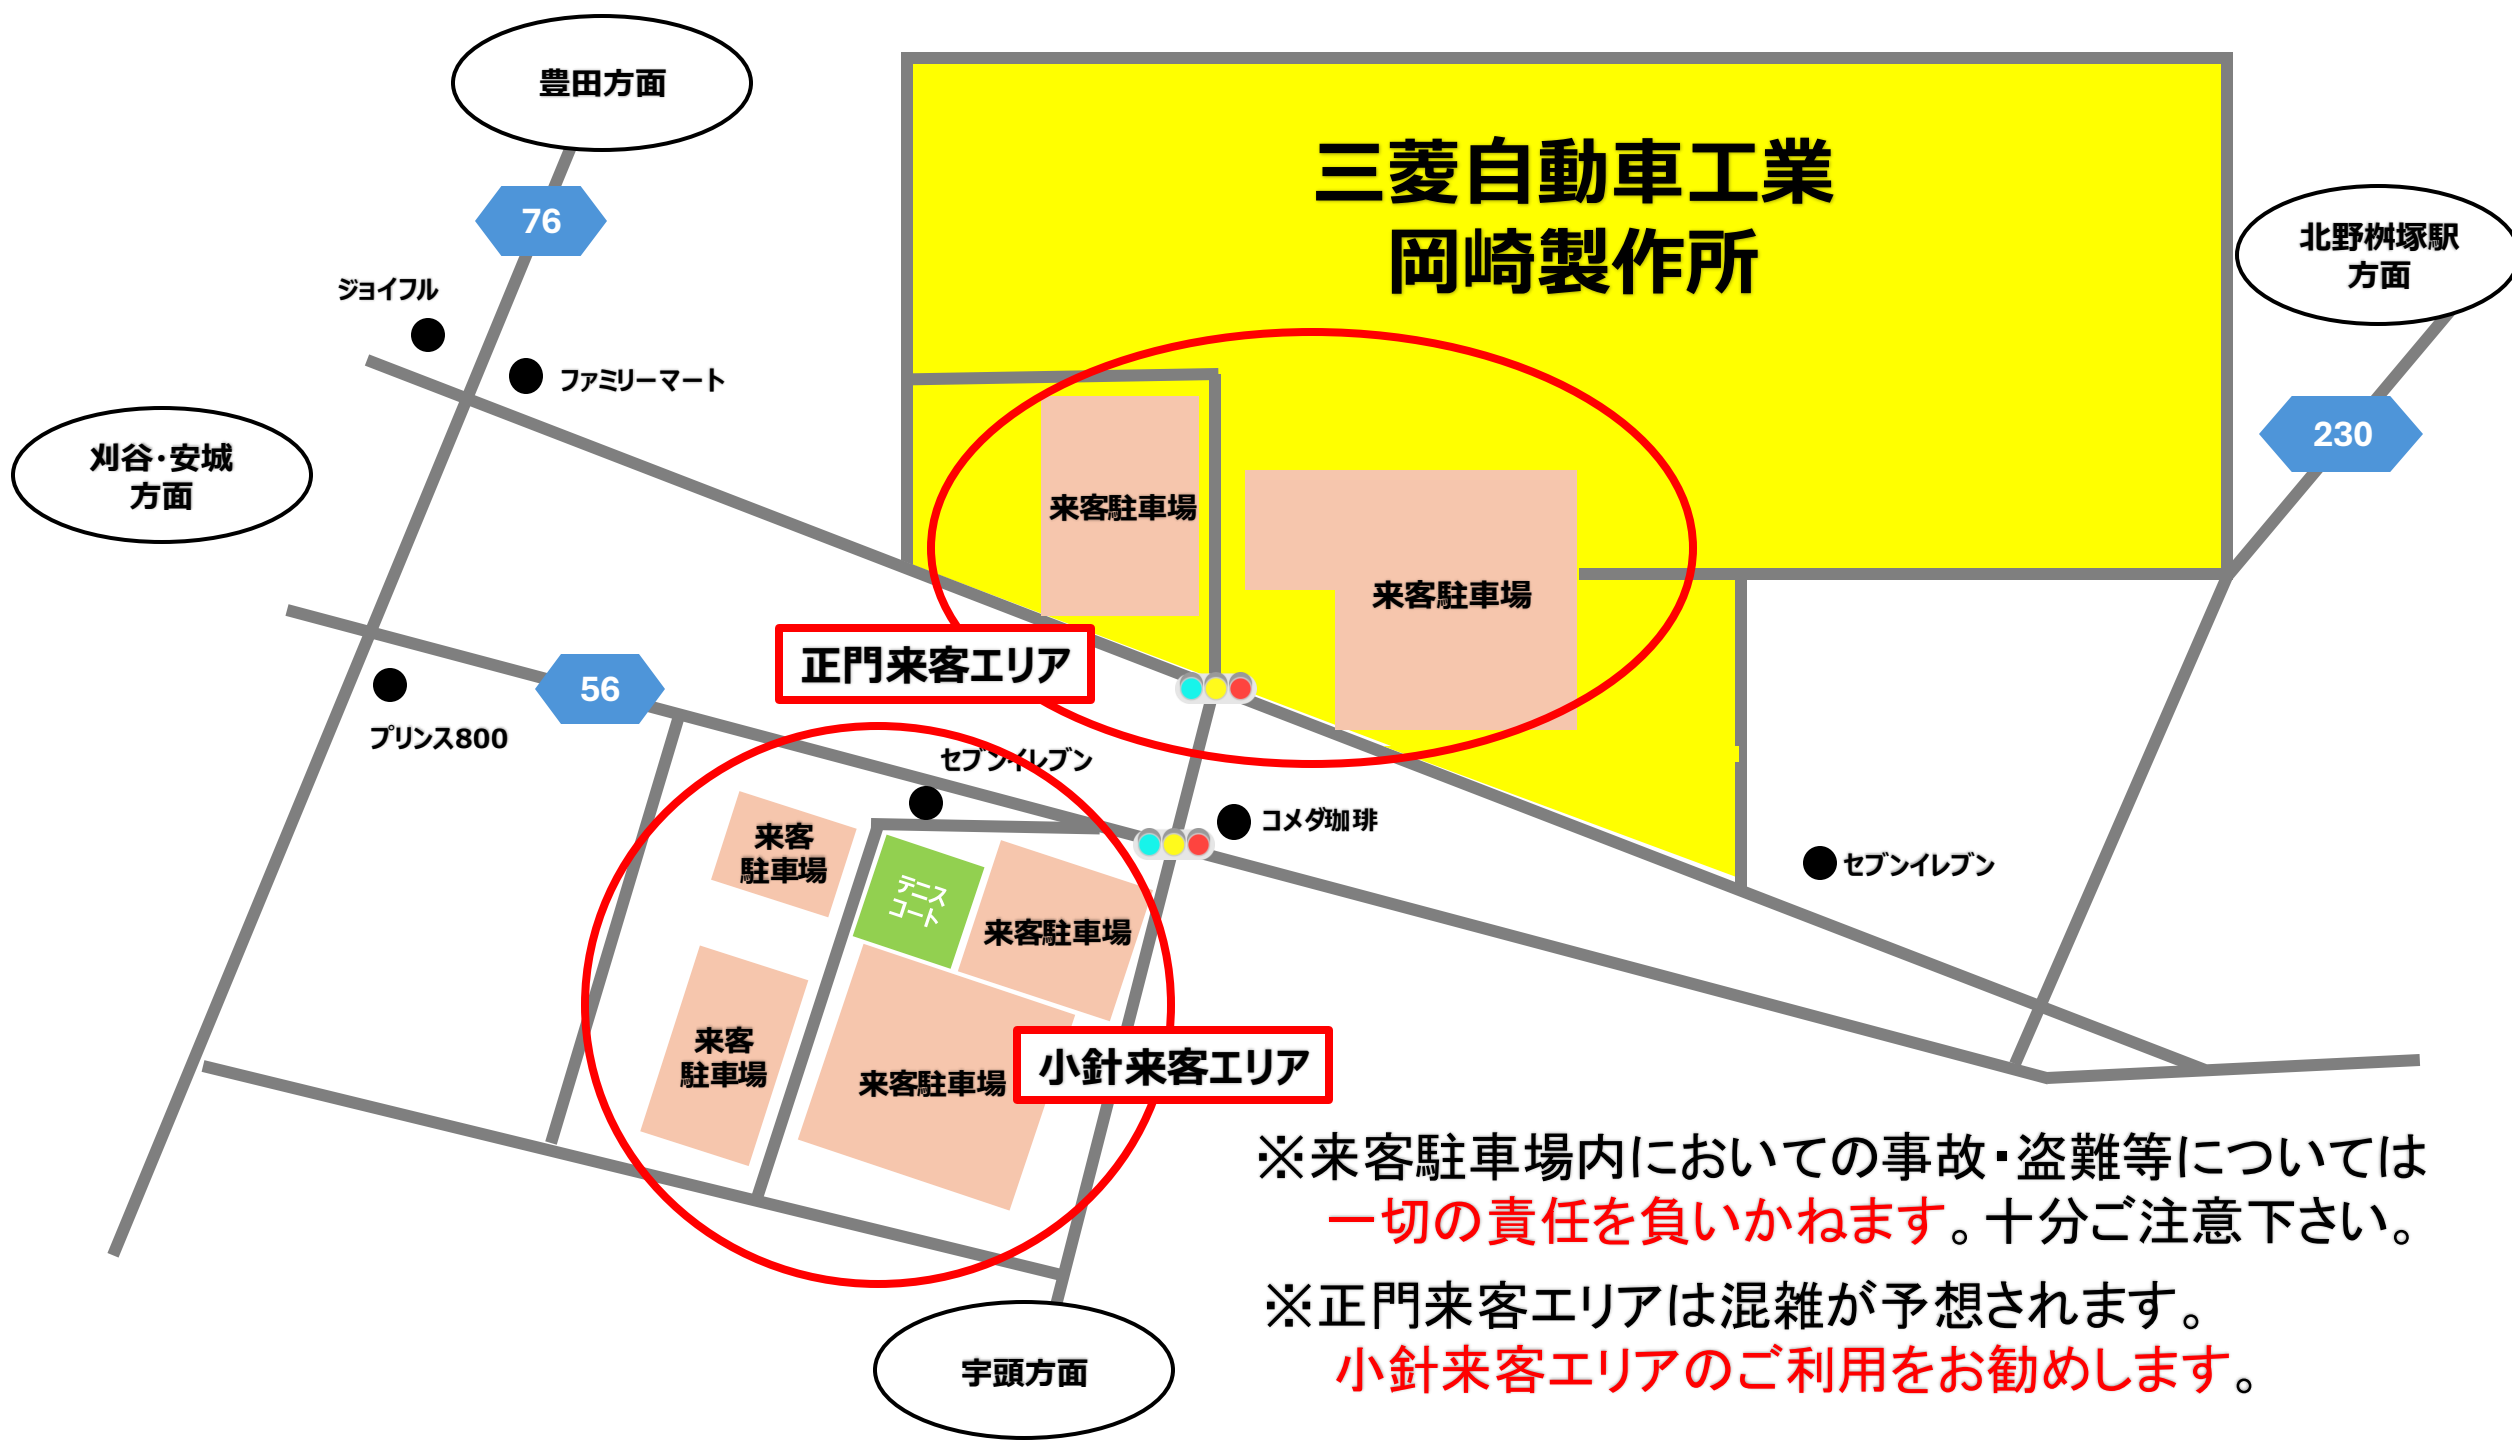 豊田方面
76
三菱自動車工業
岡崎製作所
北野桝塚駅
方面
230
ジョイフル
ファミリーマート
刈谷・安城
方面
来客駐車場
来客駐車場
正門来客エリア
56
プリンス800
セブンイレブン
コメダ珈琲
セブンイレブン
来客
駐車場
テニス
コート
来客駐車場
来客
駐車場
来客駐車場
小針来客エリア
※来客駐車場内においての事故・盗難等については
一切の責任を負いかねます。十分ご注意下さい。
※正門来客エリアは混雑が予想されます。
小針来客エリアのご利用をお勧めします。
宇頭方面